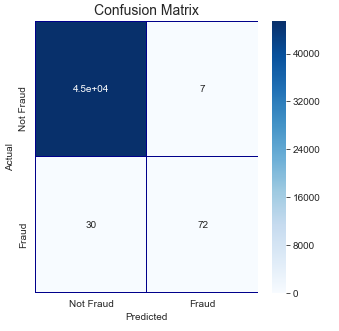 Confusion Matrix
Not Fraud
4.5e+04
7
Actual
Fraud
30
72
Not Fraud
Fraud
Predicted
40000
32000
24000
16000
8000
0